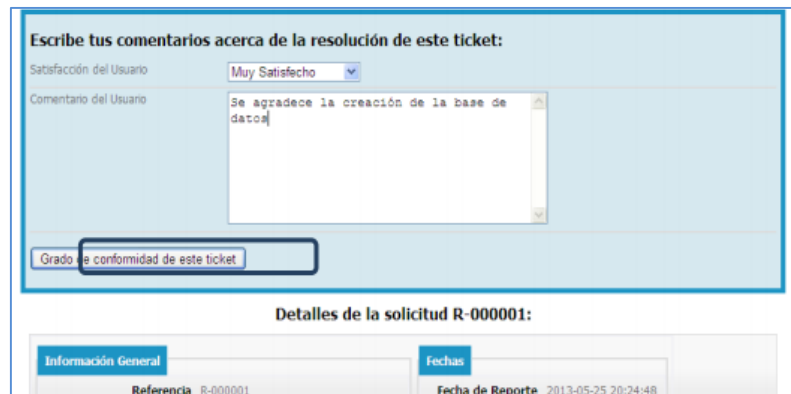 Escribe tus comentarios acerca de la resolución de este ticket:
Satisfacción del Usuario Muy Satisfecho
Comentario del Usuario Se agradece la creación de la base de
datos
Grado de conformidad de este ticket
Detalles de la solicitud R-000001:
Información General Fechas
Referencia R-000001 Fecha de Reporte 2013-05-25 20:24:48